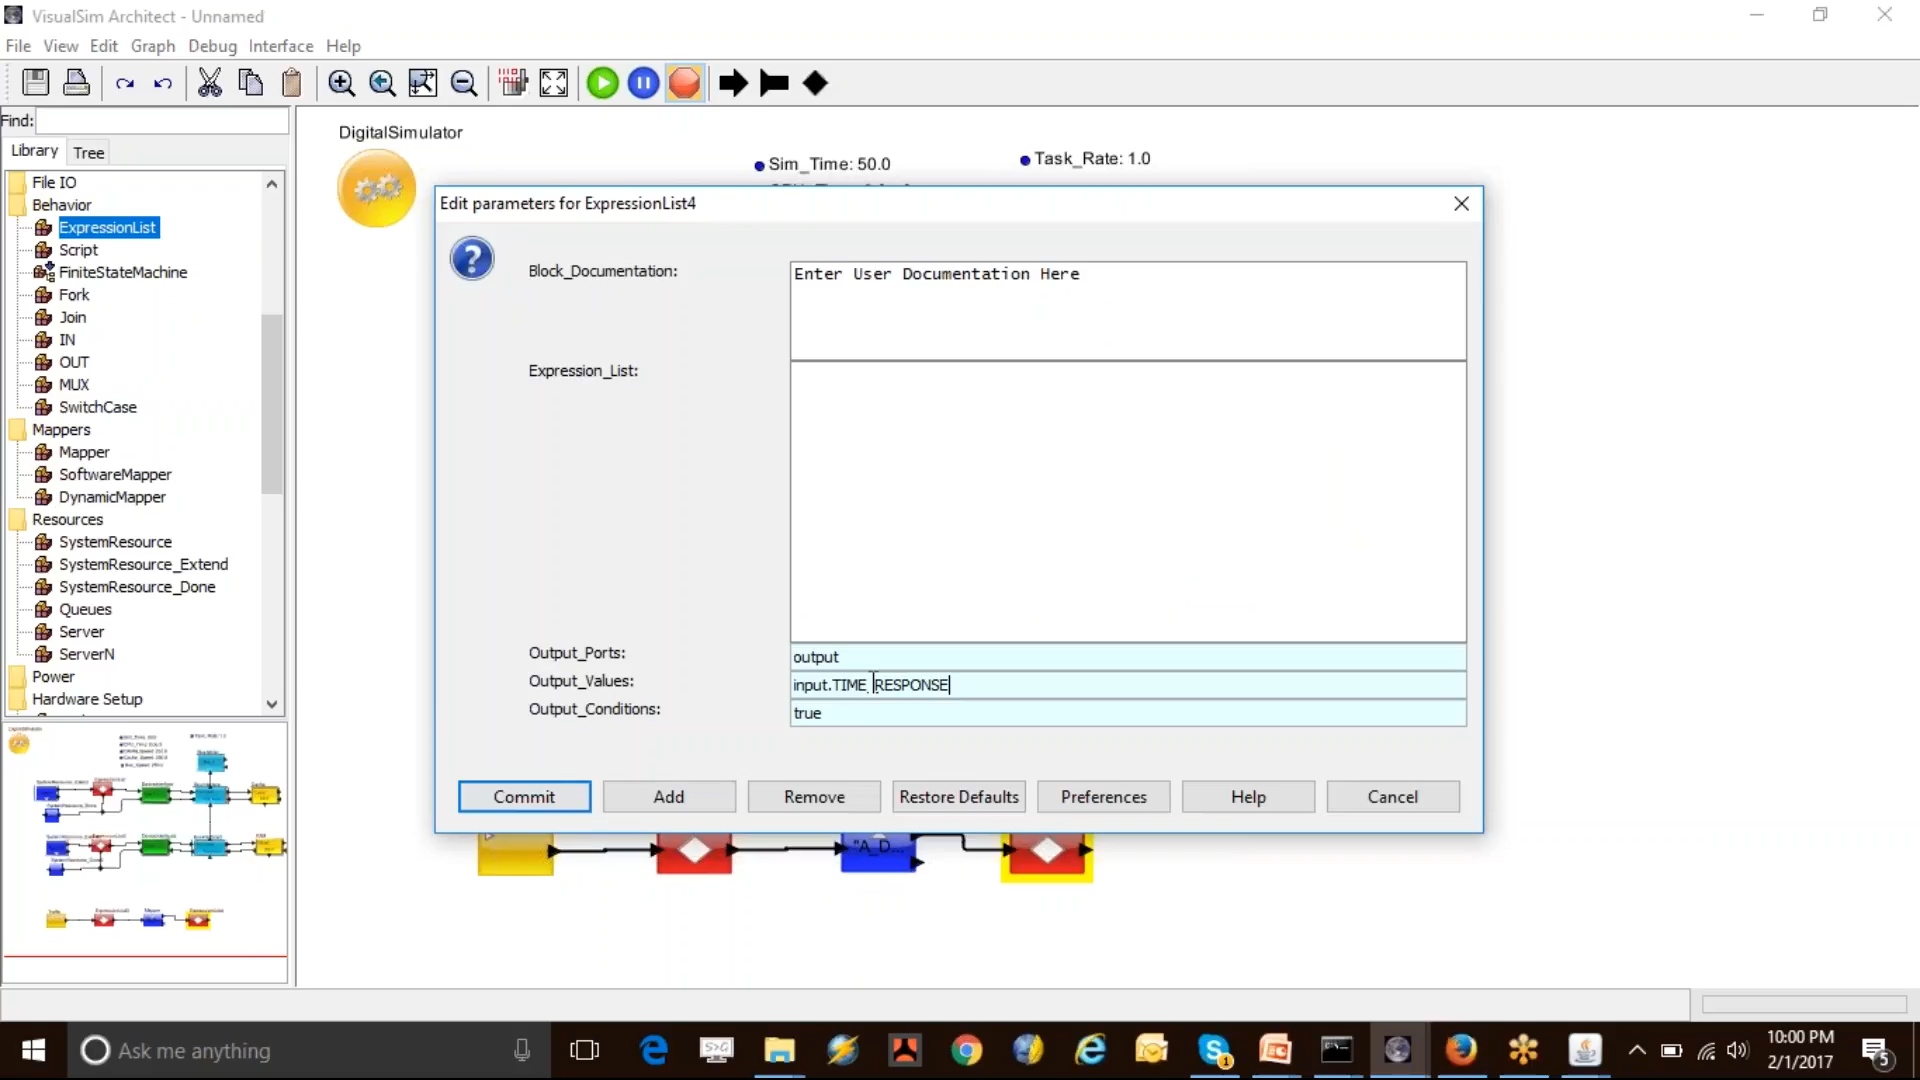 VisualSim Architect - Unnamed
File View Edit Graph Debug Interface Help
Find:
Library Tree
File IO
Behavior
ExpressionList
Script
FiniteStateMachine
Fork
Join
IN
OUT
MUX
SwitchCase
Mappers
Mapper
SoftwareMapper
DynamicMapper
Resources
SystemResource
SystemResource_Extend
SystemResource_Done
Queues
Server
ServerN
Power
Hardware Setup
DigitalSimulator
Sim_Time: 50.0
Task_Rate: 1.0
Edit parameters for ExpressionList4
Block_Documentation:
Enter User Documentation Here
Expression_List:
Output_Ports:
output
Output_Values:
input.TIME_RESPONSE
Output_Conditions:
true
Commit Add Remove Restore Defaults Preferences Help Cancel
"A_D...
Ask me anything
10:00 PM
2/1/2017
1
5